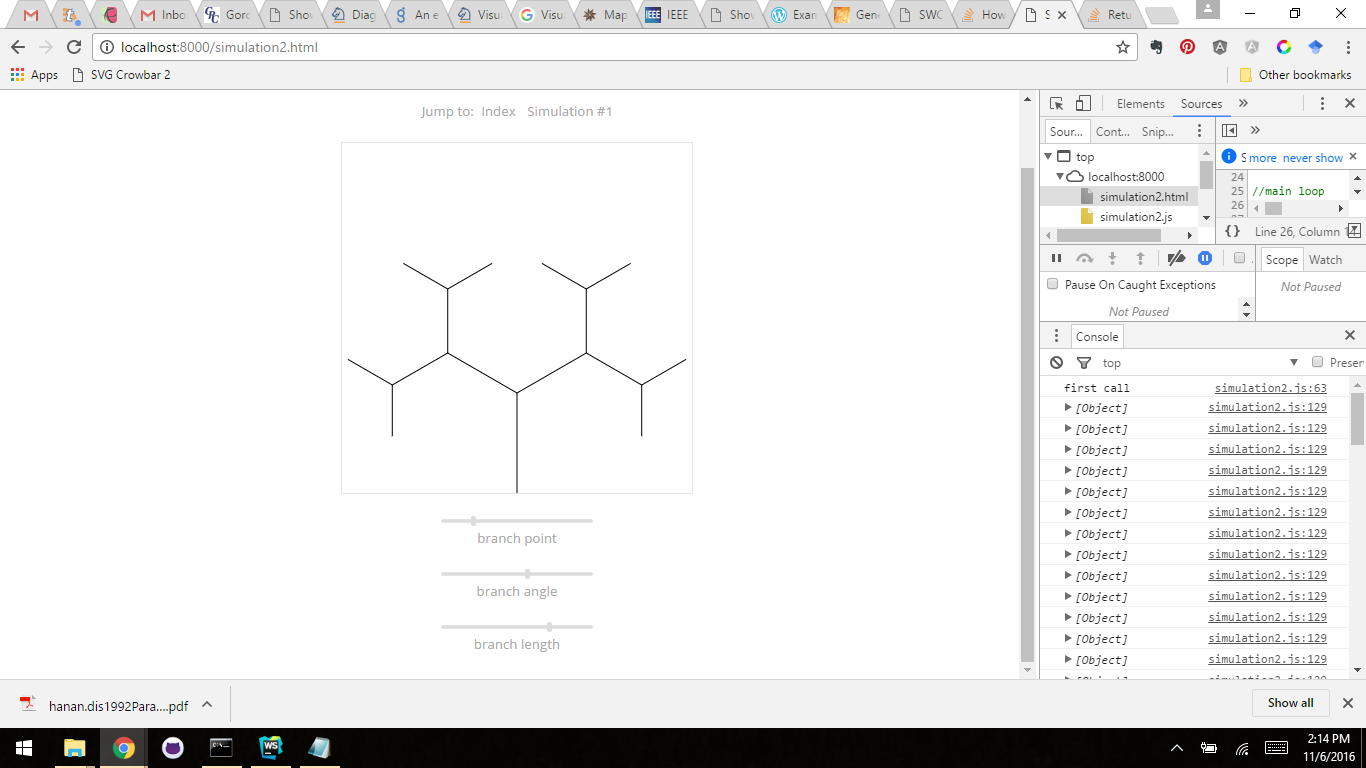 Inbo
Gord
Show
Diag
An e
Visu
Visu
Map
IEEE
IEEE
Show
Exan
Gene
SWC
How
S
Retu
localhost:8000/simulation2.html
Apps
SVG Crowbar 2
Other bookmarks
Jump to: Index Simulation #1
branch point
branch angle
branch length
Elements Sources »
Sour... Cont... Snip...
top
localhost:8000
simulation2.html
simulation2.js
more never show
24
25 //main loop
26
{} Line 26, Column
Pause On Caught Exceptions
Not Paused
Scope Watch
Not Paused
Console
top
Preser
first call simulation2.js:63
[Object] simulation2.js:129
[Object] simulation2.js:129
[Object] simulation2.js:129
[Object] simulation2.js:129
[Object] simulation2.js:129
[Object] simulation2.js:129
[Object] simulation2.js:129
[Object] simulation2.js:129
[Object] simulation2.js:129
[Object] simulation2.js:129
[Object] simulation2.js:129
[Object] simulation2.js:129
[Object] simulation2.js:129
hanan.dis1992Para....pdf
Show all
WS
2:14 PM
11/6/2016